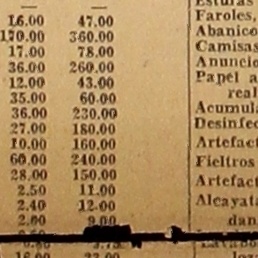 16.00 47.00 Faroles,
170.00 360.00 Abanico
17.00 78.00 Camisas
36.00 260.00 Anuncio
12.00 43.00 Papel a
35.00 60.00 real
36.00 230.00 Acumula
27.00 180.00 Desinfec
10.00 160.00 Artefact
60.00 240.00 Fieltros
28.00 150.00 Artefact
2.50 11.00
2.40 12.00 Alcayata
2.00 9.00 dan